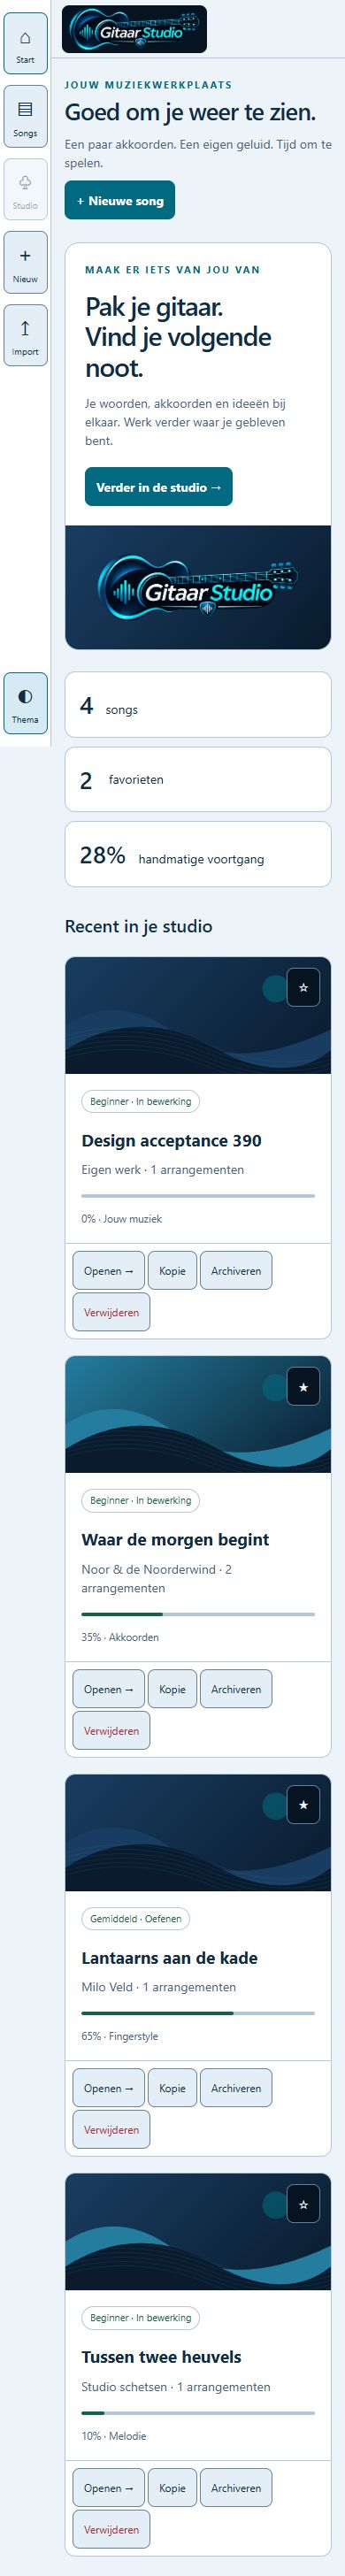 Start
Songs
Studio
Nieuw
Import
Thema
Gitaar Studio
JOUW MUZIEKWERKPLAATS
Goed om je weer te zien.
Een paar akkoorden. Een eigen geluid. Tijd om te
spelen.
+ Nieuwe song
MAAK ER IETS VAN JOU VAN
Pak je gitaar.
Vind je volgende
noot.
Je woorden, akkoorden en ideeën bij
elkaar. Werk verder waar je gebleven
bent.
Verder in de studio →
Gitaar Studio
4 songs
2 favorieten
28% handmatige voortgang
Recent in je studio
Beginner · In bewerking
Design acceptance 390
Eigen werk · 1 arrangementen
0% · Jouw muziek
Openen → Kopie Archiveren
Verwijderen
Beginner · In bewerking
Waar de morgen begint
Noor & de Noorderwind · 2
arrangementen
35% · Akkoorden
Openen → Kopie Archiveren
Verwijderen
Gemiddeld · Oefenen
Lantaarns aan de kade
Milo Veld · 1 arrangementen
65% · Fingerstyle
Openen → Kopie Archiveren
Verwijderen
Beginner · In bewerking
Tussen twee heuvels
Studio schetsen · 1 arrangementen
10% · Melodie
Openen → Kopie Archiveren
Verwijderen